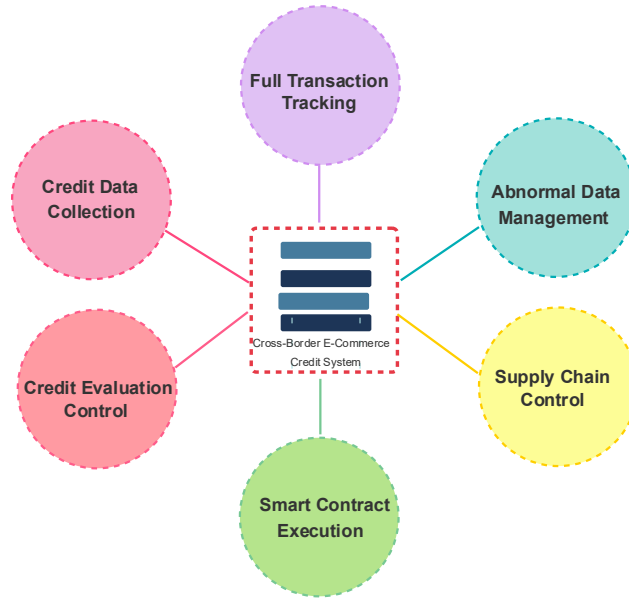 Full Transaction
Tracking
Credit Data
Collection
Abnormal Data
Management
Cross-Border E-Commerce
Credit System
Credit Evaluation
Control
Supply Chain
Control
Smart Contract
Execution